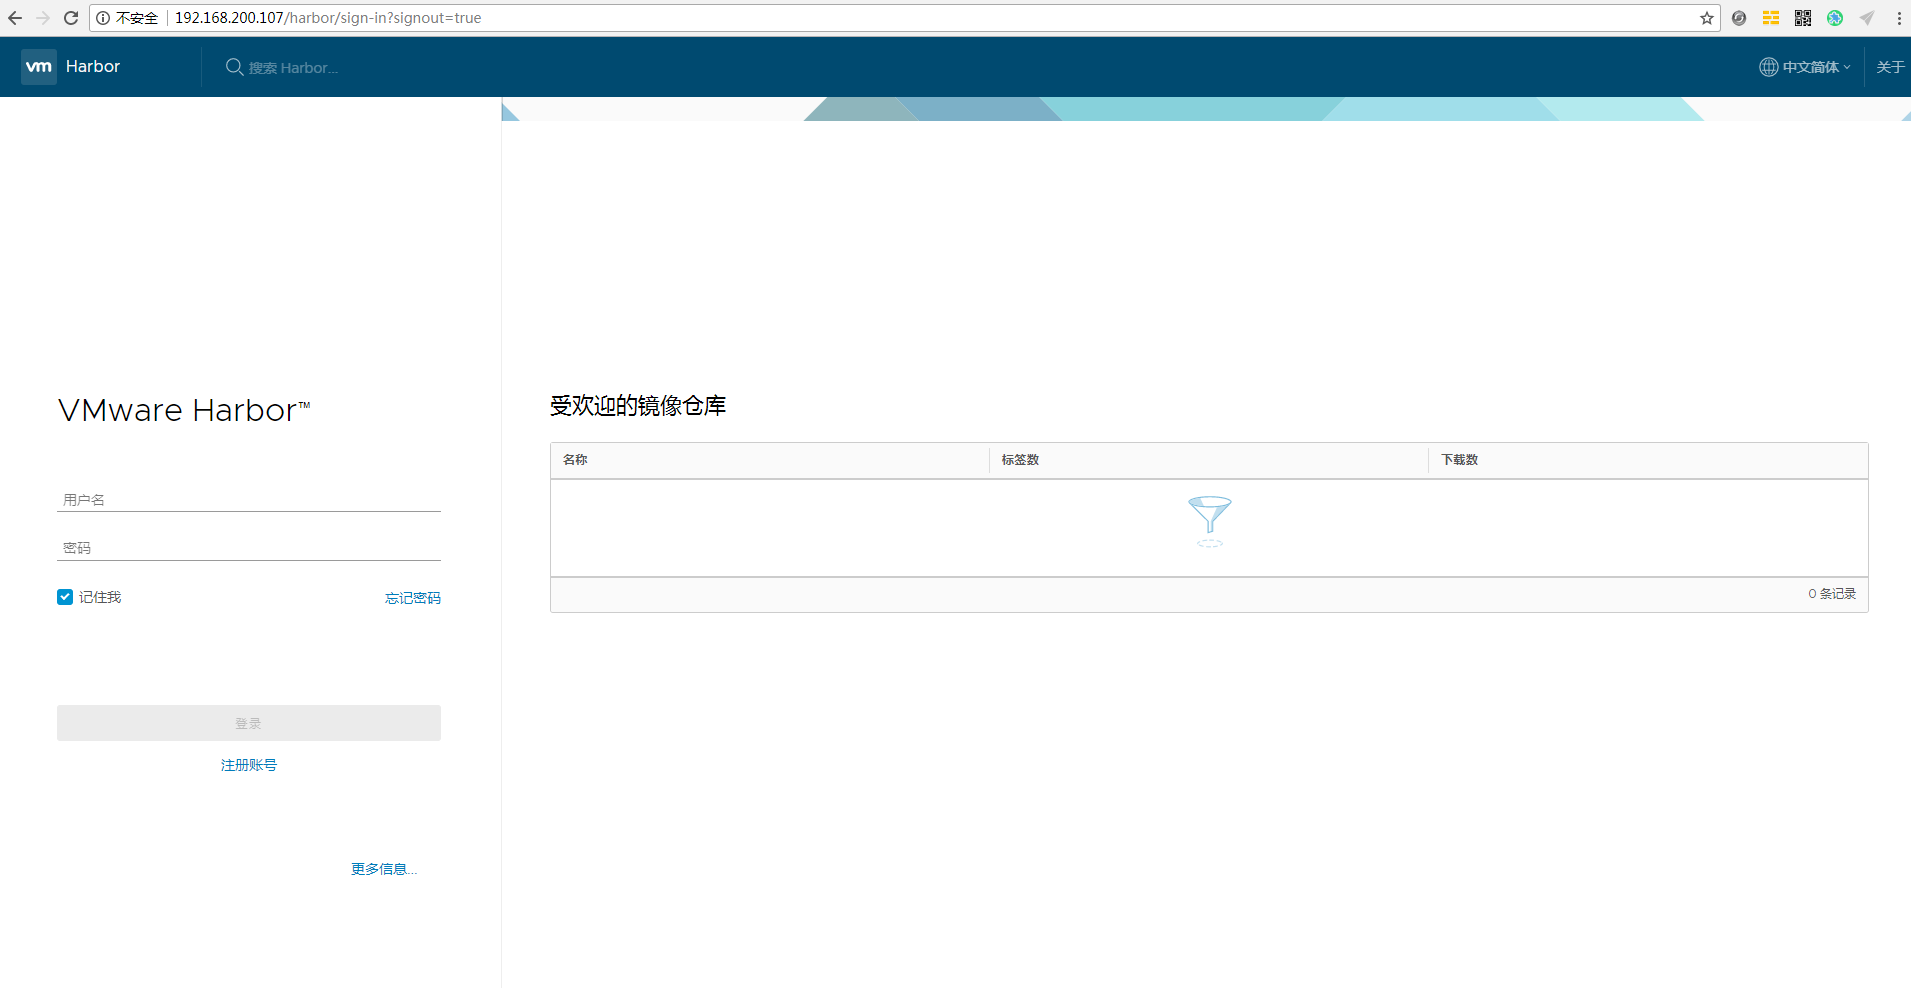 不安全 192.168.200.107/harbor/sign-in?signout=true
vm Harbor 搜索 Harbor... 中文简体 关于
VMware Harbor™
用户名
密码
记住我 忘记密码
登录
注册账号
更多信息...
受欢迎的镜像仓库
名称 标签数 下载数
0 条记录